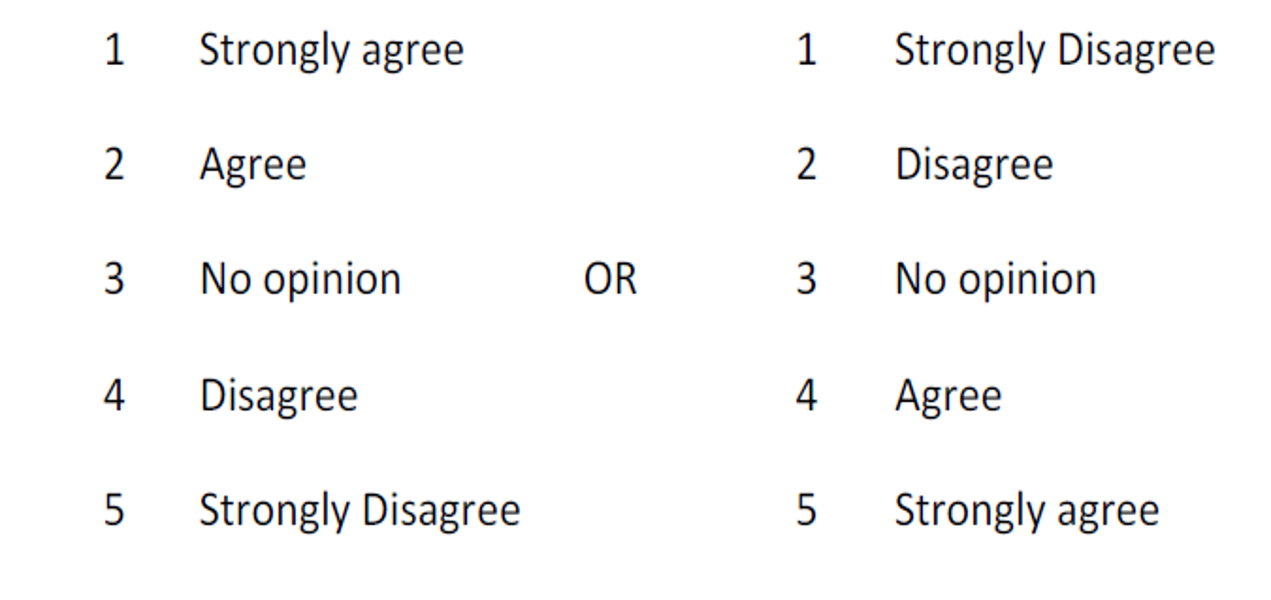 1 Strongly agree 1 Strongly Disagree
2 Agree 2 Disagree
3 No opinion OR 3 No opinion
4 Disagree 4 Agree
5 Strongly Disagree 5 Strongly agree